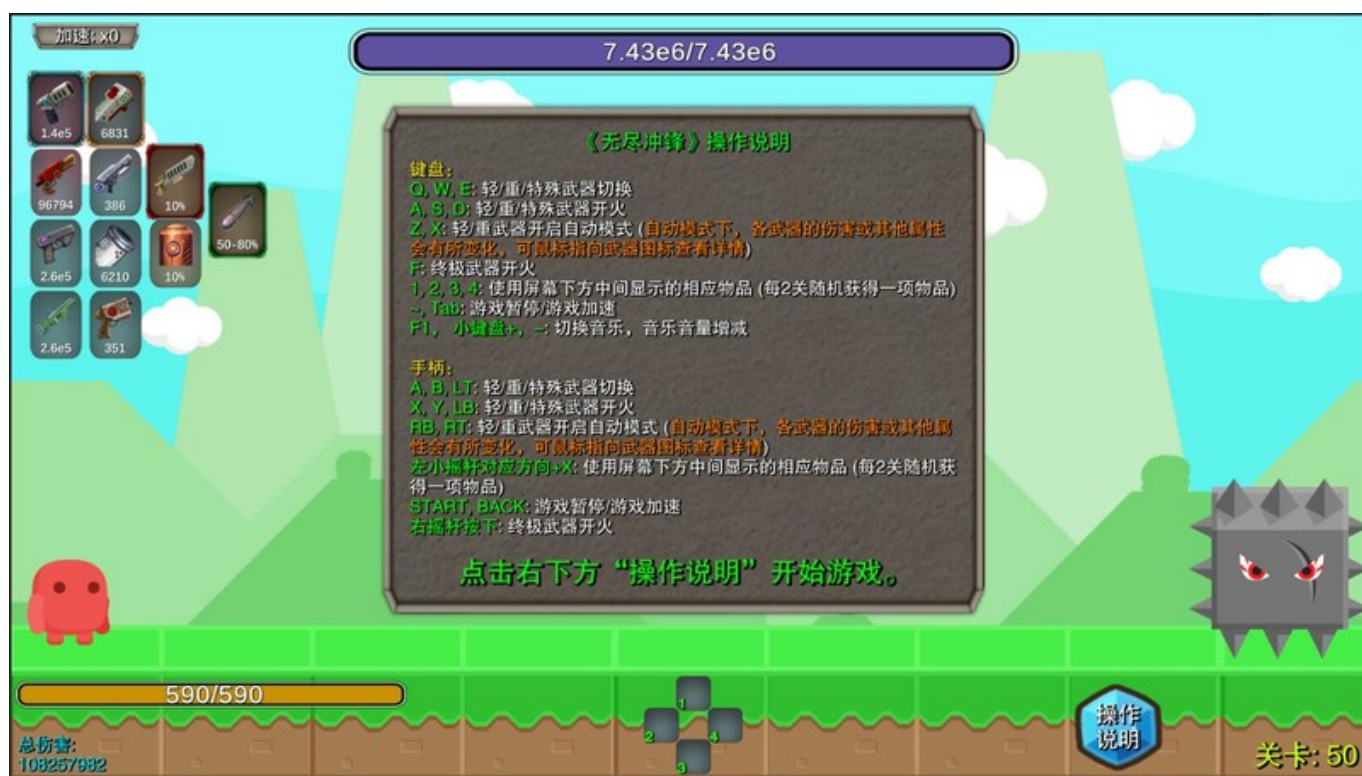 加速: x0
7.43e6/7.43e6
1.4e5
6831
96794
386
10%
50-80%
2.6e5
6210
10%
2.6e5
351
《无尽冲锋》操作说明
键盘:
Q, W, E: 轻/重/特殊武器切换
A, S, D: 轻/重/特殊武器开火
Z, X: 轻/重武器开启自动模式 (自动模式下，各武器的伤害或其他属性
会有所变化，可鼠标指向武器图标查看详情)
F: 终极武器开火
1, 2, 3, 4: 使用屏幕下方中间显示的相应物品 (每2关随机获得一项物品)
~, Tab: 游戏暂停/游戏加速
F1, 小键盘+, -: 切换音乐，音乐音量增减
手柄:
A, B, LT: 轻/重/特殊武器切换
X, Y, LB: 轻/重/特殊武器开火
RB, RT: 轻/重武器开启自动模式 (自动模式下，各武器的伤害或其他属
性会有所变化，可鼠标指向武器图标查看详情)
左小摇杆对应方向+X: 使用屏幕下方中间显示的相应物品 (每2关随机获
得一项物品)
START, BACK: 游戏暂停/游戏加速
右摇杆按下: 终极武器开火
点击右下方“操作说明”开始游戏。
590/590
1
2
4
3
操作
说明
总伤害:
108257982
关卡: 50